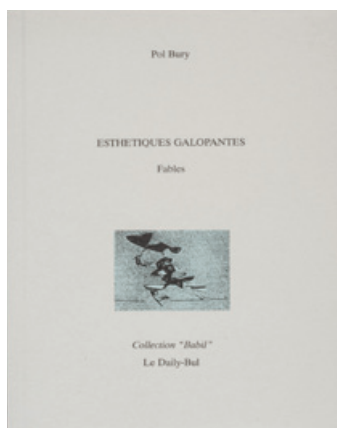 Pol Bury
ESTHETIQUES GALOPANTES
Fables
Collection "Babil"
Le Daily-Bul